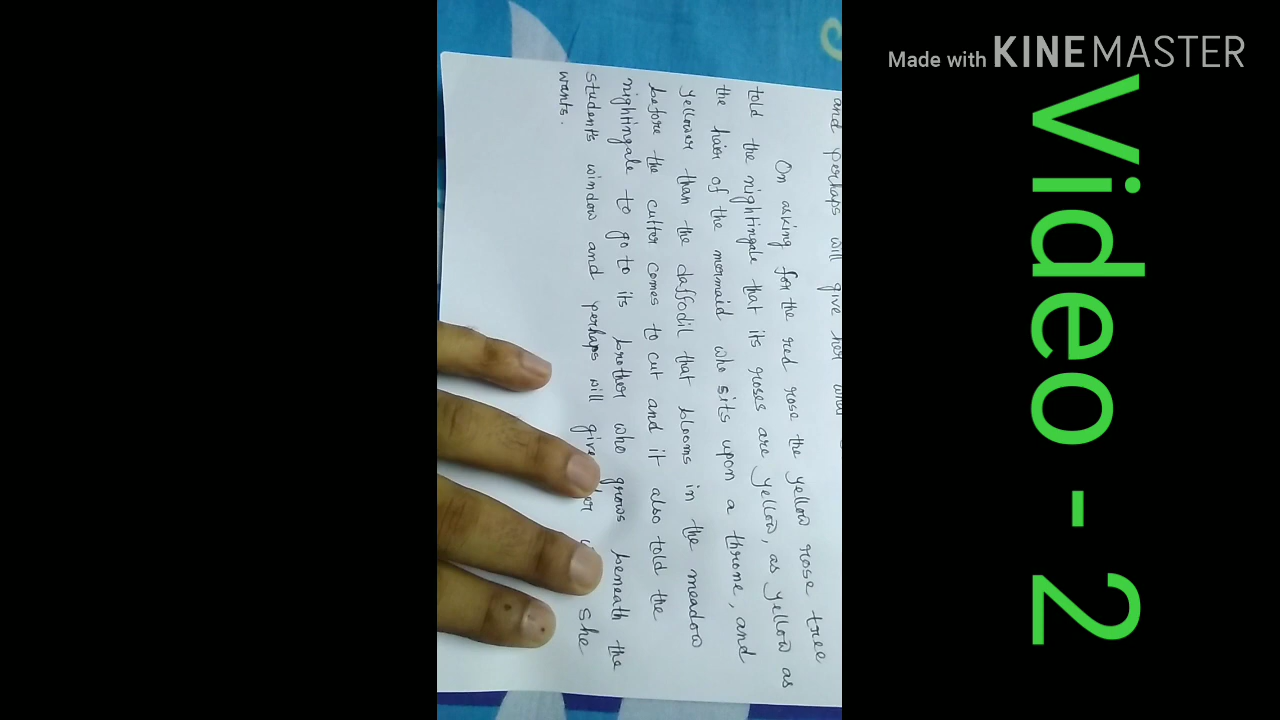 Made with KINEMASTER
Video - 2
and perhaps will give her what
On asking for the red rose the yellow rose tree
told the nightingale that its roses are yellow, as yellow as
the hair of the mermaid who sits upon a throne, and
yellower than the daffodil that blooms in the meadow
before the cutter comes to cut and it also told the
nightingale to go to its brother who grows beneath the
student's window and perhaps will give her she
wants.